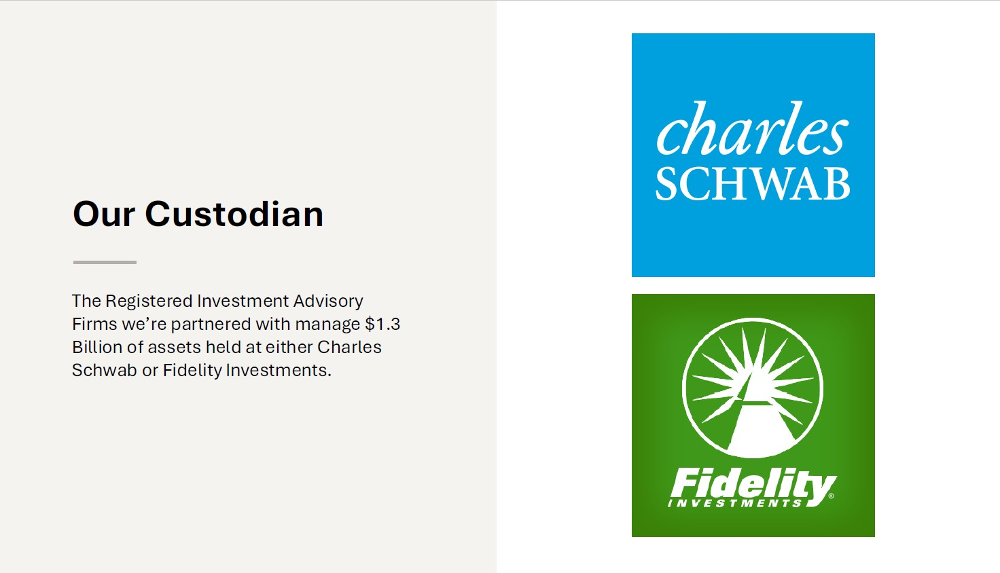 Our Custodian
The Registered Investment Advisory
Firms we’re partnered with manage $1.3
Billion of assets held at either Charles
Schwab or Fidelity Investments.
charles
SCHWAB
Fidelity
INVESTMENTS®